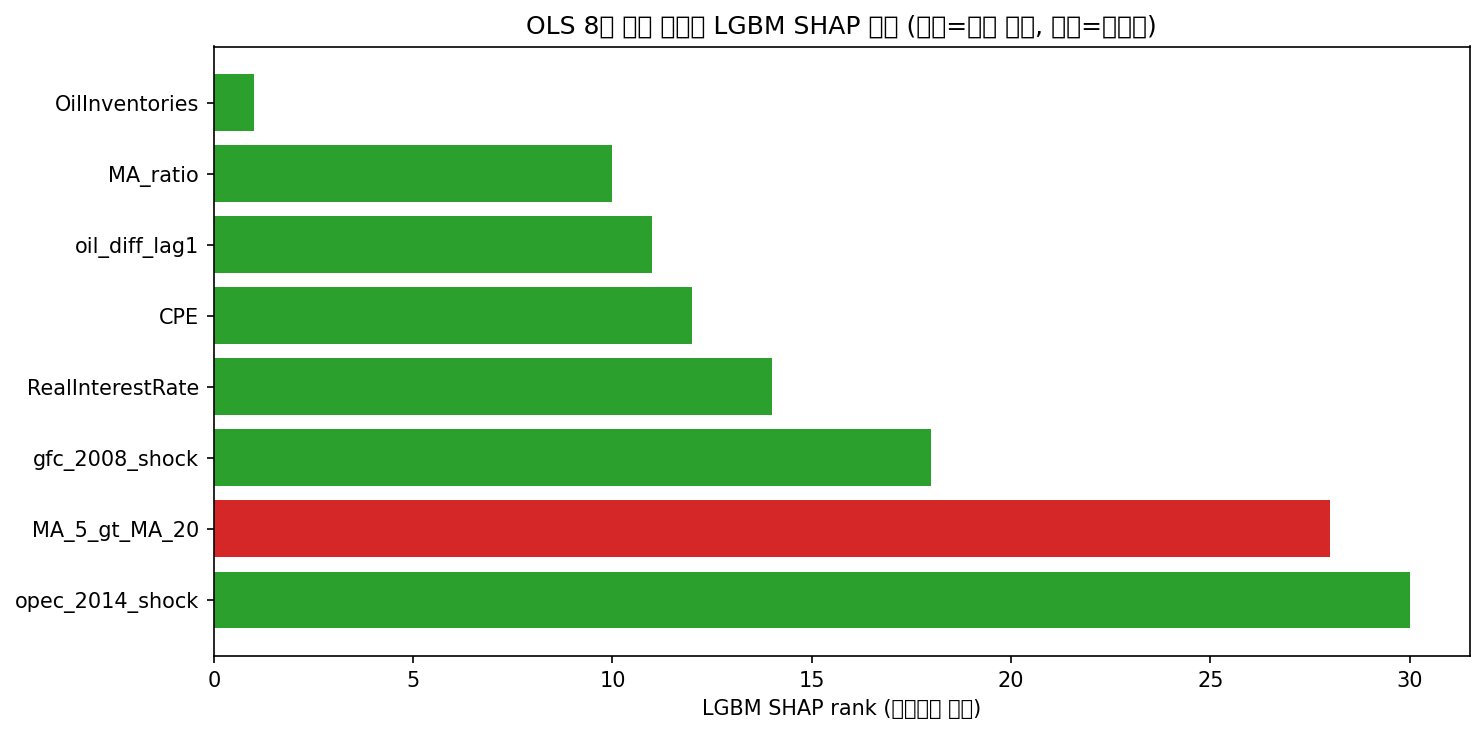 OLS 8 LGBM SHAP ( = , = )
OilInventories
MA_ratio
oil_diff_lag1
CPE
RealInterestRate
gfc_2008_shock
MA_5_gt_MA_20
opec_2014_shock
0 5 10 15 20 25 30
LGBM SHAP rank ( )